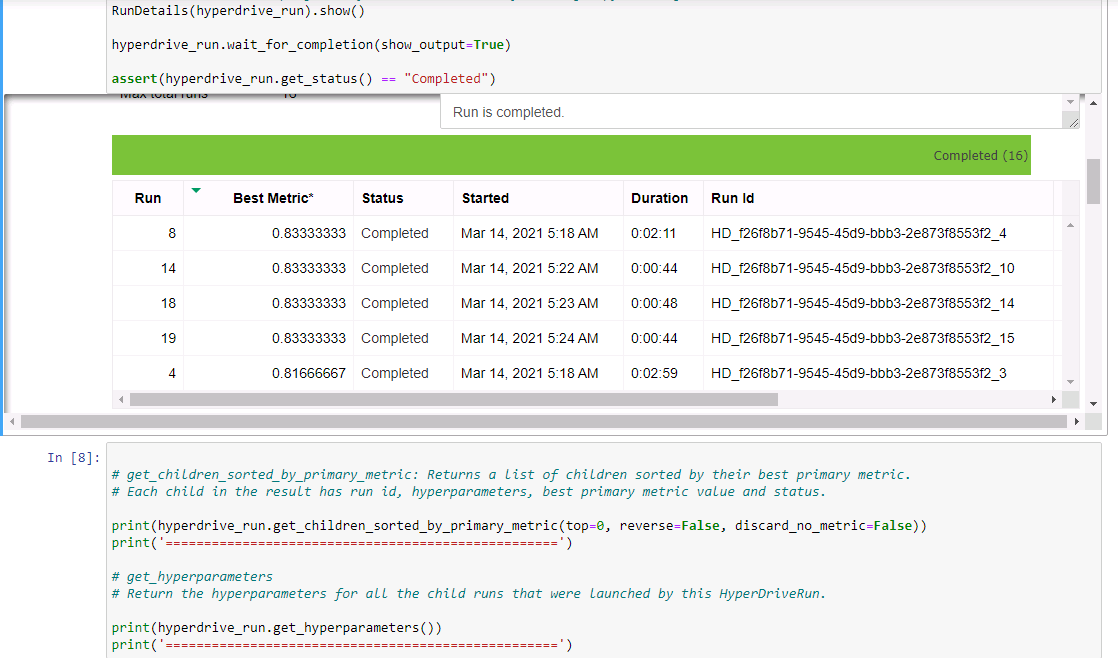 RunDetails(hyperdrive_run).show()
hyperdrive_run.wait_for_completion(show_output=True)
assert(hyperdrive_run.get_status() == "Completed")
Max total runs 16
Run is completed.
Completed (16)
Run Best Metric* Status Started Duration Run Id
8 0.83333333 Completed Mar 14, 2021 5:18 AM 0:02:11 HD_f26f8b71-9545-45d9-bbb3-2e873f8553f2_4
14 0.83333333 Completed Mar 14, 2021 5:22 AM 0:00:44 HD_f26f8b71-9545-45d9-bbb3-2e873f8553f2_10
18 0.83333333 Completed Mar 14, 2021 5:23 AM 0:00:48 HD_f26f8b71-9545-45d9-bbb3-2e873f8553f2_14
19 0.83333333 Completed Mar 14, 2021 5:24 AM 0:00:44 HD_f26f8b71-9545-45d9-bbb3-2e873f8553f2_15
4 0.81666667 Completed Mar 14, 2021 5:18 AM 0:02:59 HD_f26f8b71-9545-45d9-bbb3-2e873f8553f2_3
In [8]:
# get_children_sorted_by_primary_metric: Returns a list of children sorted by their best primary metric.
# Each child in the result has run id, hyperparameters, best primary metric value and status.
print(hyperdrive_run.get_children_sorted_by_primary_metric(top=0, reverse=False, discard_no_metric=False))
print('===================================================')
# get_hyperparameters
# Return the hyperparameters for all the child runs that were launched by this HyperDriveRun.
print(hyperdrive_run.get_hyperparameters())
print('===================================================')